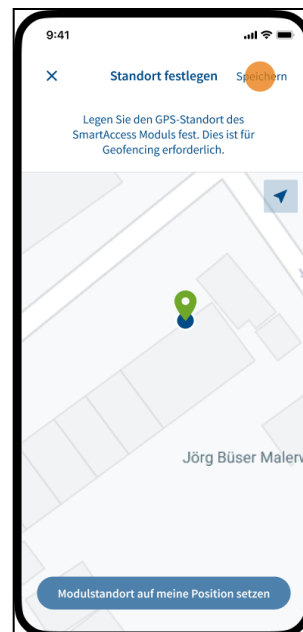 9:41
Standort festlegen Speichern
Legen Sie den GPS-Standort des
SmartAccess Moduls fest. Dies ist für
Geofencing erforderlich.
Jörg Büser Maler
Modulstandort auf meine Position setzen